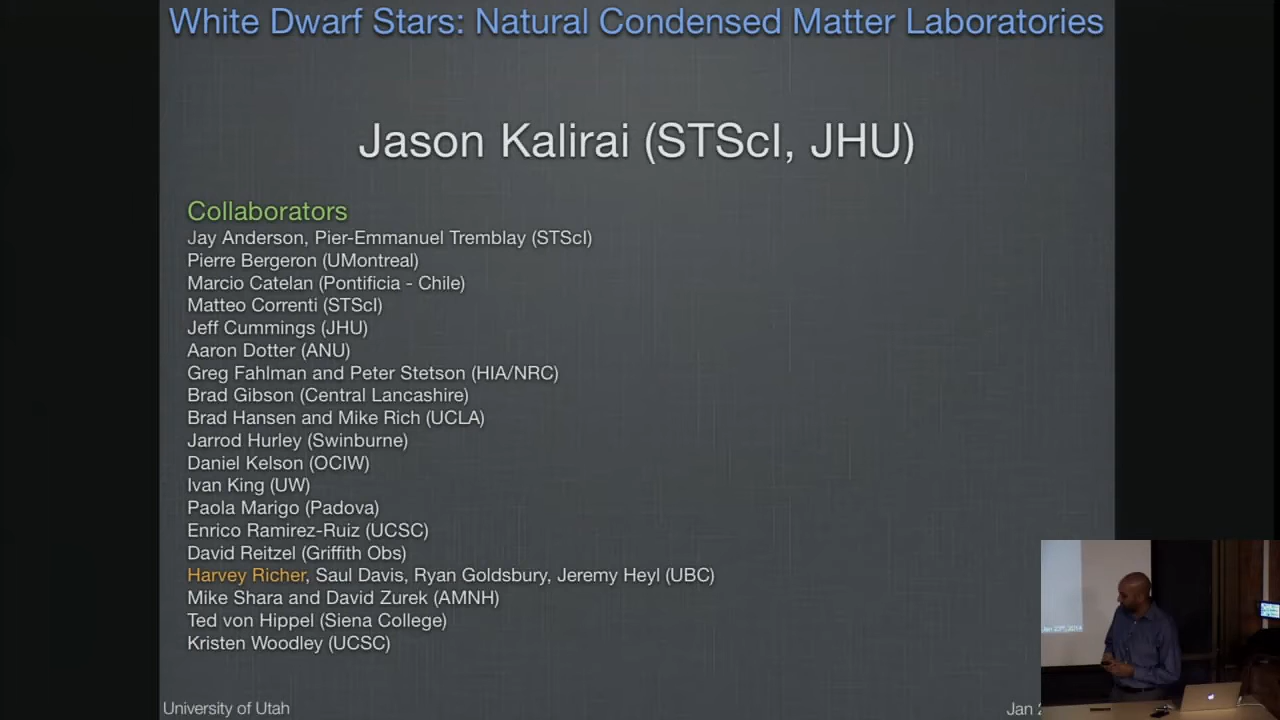 White Dwarf Stars: Natural Condensed Matter Laboratories
Jason Kalirai (STScI, JHU)
Collaborators
Jay Anderson, Pier-Emmanuel Tremblay (STScI)
Pierre Bergeron (UMontreal)
Marcio Catelan (Pontificia - Chile)
Matteo Correnti (STScI)
Jeff Cummings (JHU)
Aaron Dotter (ANU)
Greg Fahlman and Peter Stetson (HIA/NRC)
Brad Gibson (Central Lancashire)
Brad Hansen and Mike Rich (UCLA)
Jarrod Hurley (Swinburne)
Daniel Kelson (OCIW)
Ivan King (UW)
Paola Marigo (Padova)
Enrico Ramirez-Ruiz (UCSC)
David Reitzel (Griffith Obs)
Harvey Richer, Saul Davis, Ryan Goldsbury, Jeremy Heyl (UBC)
Mike Shara and David Zurek (AMNH)
Ted von Hippel (Siena College)
Kristen Woodley (UCSC)
University of Utah
Jan